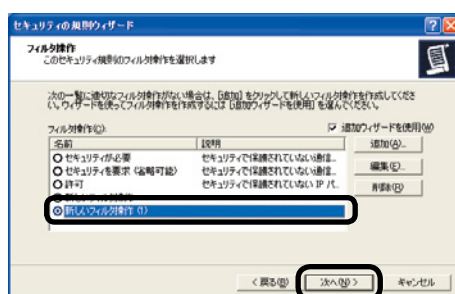 セキュリティの規則ウィザード
フィルタ操作
このセキュリティ規則のフィルタ操作を選択します
次の一覧に適切なフィルタ操作がない場合は、[追加] をクリックして新しいフィルタ操作を作成してくださ
い。ウィザードを使ってフィルタ操作を作成するには [追加ウィザードを使用] を選んでください。
フィルタ操作(C):
追加ウィザードを使用(W)
名前 説明
セキュリティが必要 セキュリティで保護されていない通信...
セキュリティを要求 (省略可能) セキュリティで保護されていない通信...
許可 セキュリティで保護されていない IP パ...
新しいフィルタ操作
新しいフィルタ操作 (1)
追加(A)...
編集(E)...
削除(R)
< 戻る(B)
次へ(N) >
キャンセル